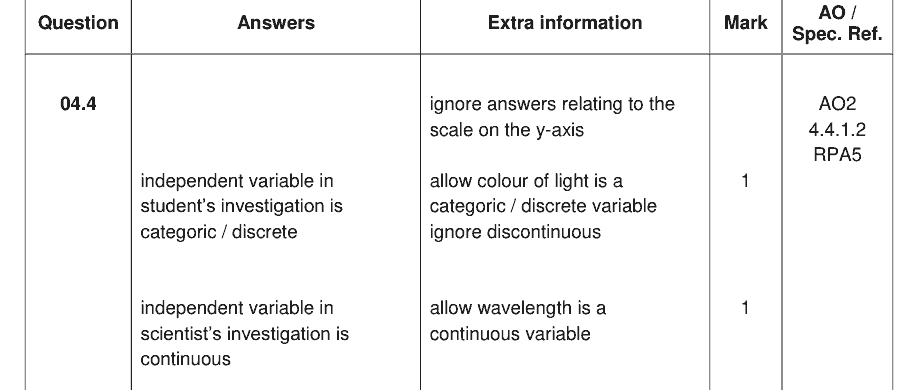 Question Answers Extra information Mark AO /
Spec. Ref.
04.4 ignore answers relating to the AO2
scale on the y-axis 4.4.1.2
RPA5
independent variable in allow colour of light is a 1
student's investigation is categoric / discrete variable
categoric / discrete ignore discontinuous
independent variable in allow wavelength is a 1
scientist's investigation is continuous variable
continuous